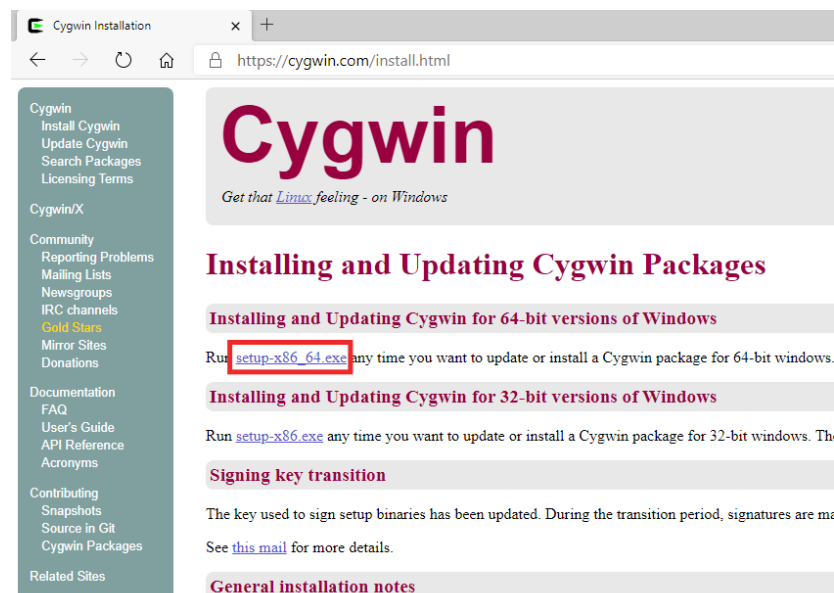 Cygwin Installation
https://cygwin.com/install.html
Cygwin
Install Cygwin
Update Cygwin
Search Packages
Licensing Terms
Cygwin/X
Community
Reporting Problems
Mailing Lists
Newsgroups
IRC channels
Gold Stars
Mirror Sites
Donations
Documentation
FAQ
User's Guide
API Reference
Acronyms
Contributing
Snapshots
Source in Git
Cygwin Packages
Related Sites
Cygwin
Get that Linux feeling - on Windows
Installing and Updating Cygwin Packages
Installing and Updating Cygwin for 64-bit versions of Windows
Run setup-x86_64.exe any time you want to update or install a Cygwin package for 64-bit windows.
Installing and Updating Cygwin for 32-bit versions of Windows
Run setup-x86.exe any time you want to update or install a Cygwin package for 32-bit windows. The
Signing key transition
The key used to sign setup binaries has been updated. During the transition period, signatures are ma
See this mail for more details.
General installation notes